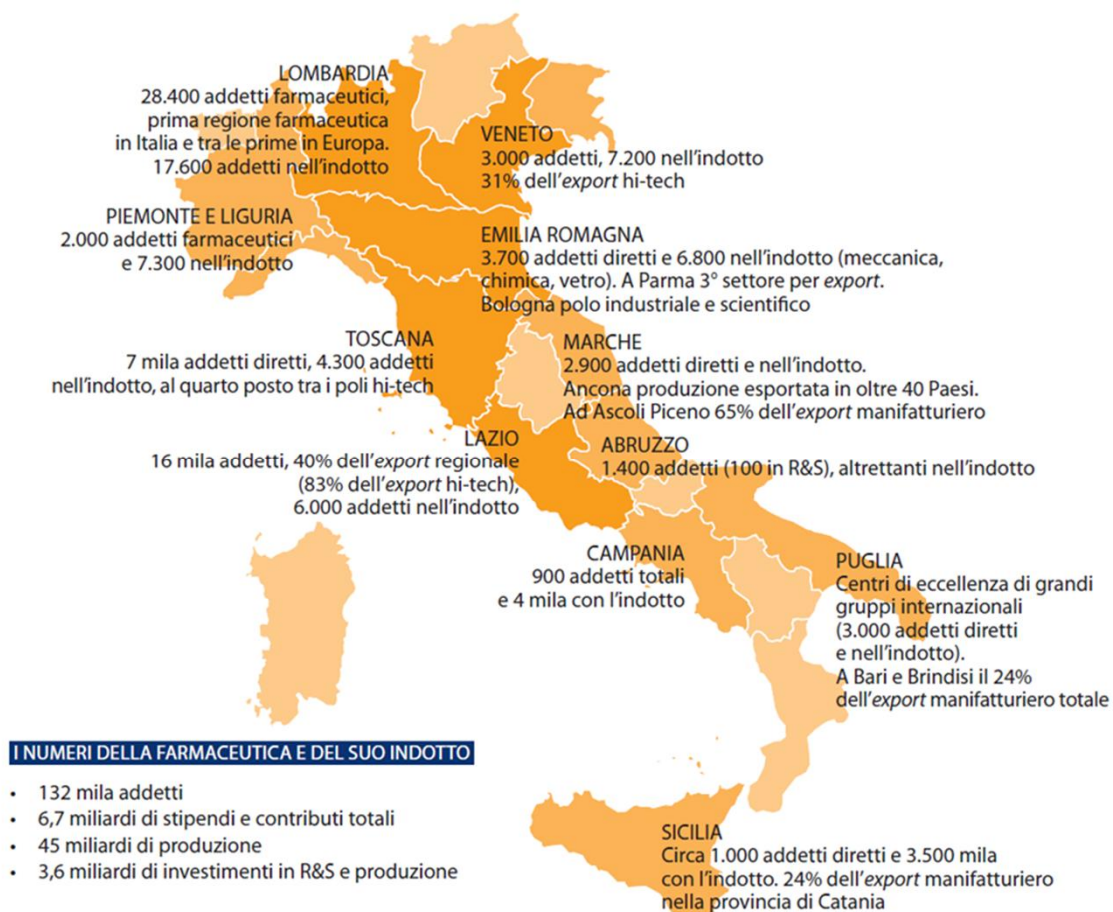 LOMBARDIA
28.400 addetti farmaceutici,
prima regione farmaceutica
in Italia e tra le prime in Europa.
17.600 addetti nell'indotto
VENETO
3.000 addetti, 7.200 nell'indotto
31% dell'export hi-tech
PIEMONTE E LIGURIA
2.000 addetti farmaceutici
e 7.300 nell'indotto
EMILIA ROMAGNA
3.700 addetti diretti e 6.800 nell'indotto (meccanica,
chimica, vetro). A Parma 3° settore per export.
Bologna polo industriale e scientifico
TOSCANA
7 mila addetti diretti, 4.300 addetti
nell'indotto, al quarto posto tra i poli hi-tech
MARCHE
2.900 addetti diretti e nell'indotto.
Ancona produzione esportata in oltre 40 Paesi.
Ad Ascoli Piceno 65% dell'export manifatturiero
LAZIO
16 mila addetti, 40% dell'export regionale
(83% dell'export hi-tech),
6.000 addetti nell'indotto
ABRUZZO
1.400 addetti (100 in R&S), altrettanti nell'indotto
CAMPANIA
900 addetti totali
e 4 mila con l'indotto
PUGLIA
Centri di eccellenza di grandi
gruppi internazionali
(3.000 addetti diretti
e nell'indotto).
A Bari e Brindisi il 24%
dell'export manifatturiero totale
I NUMERI DELLA FARMACEUTICA E DEL SUO INDOTTO
• 132 mila addetti
• 6,7 miliardi di stipendi e contributi totali
• 45 miliardi di produzione
• 3,6 miliardi di investimenti in R&S e produzione
SICILIA
Circa 1.000 addetti diretti e 3.500 mila
con l'indotto. 24% dell'export manifatturiero
nella provincia di Catania